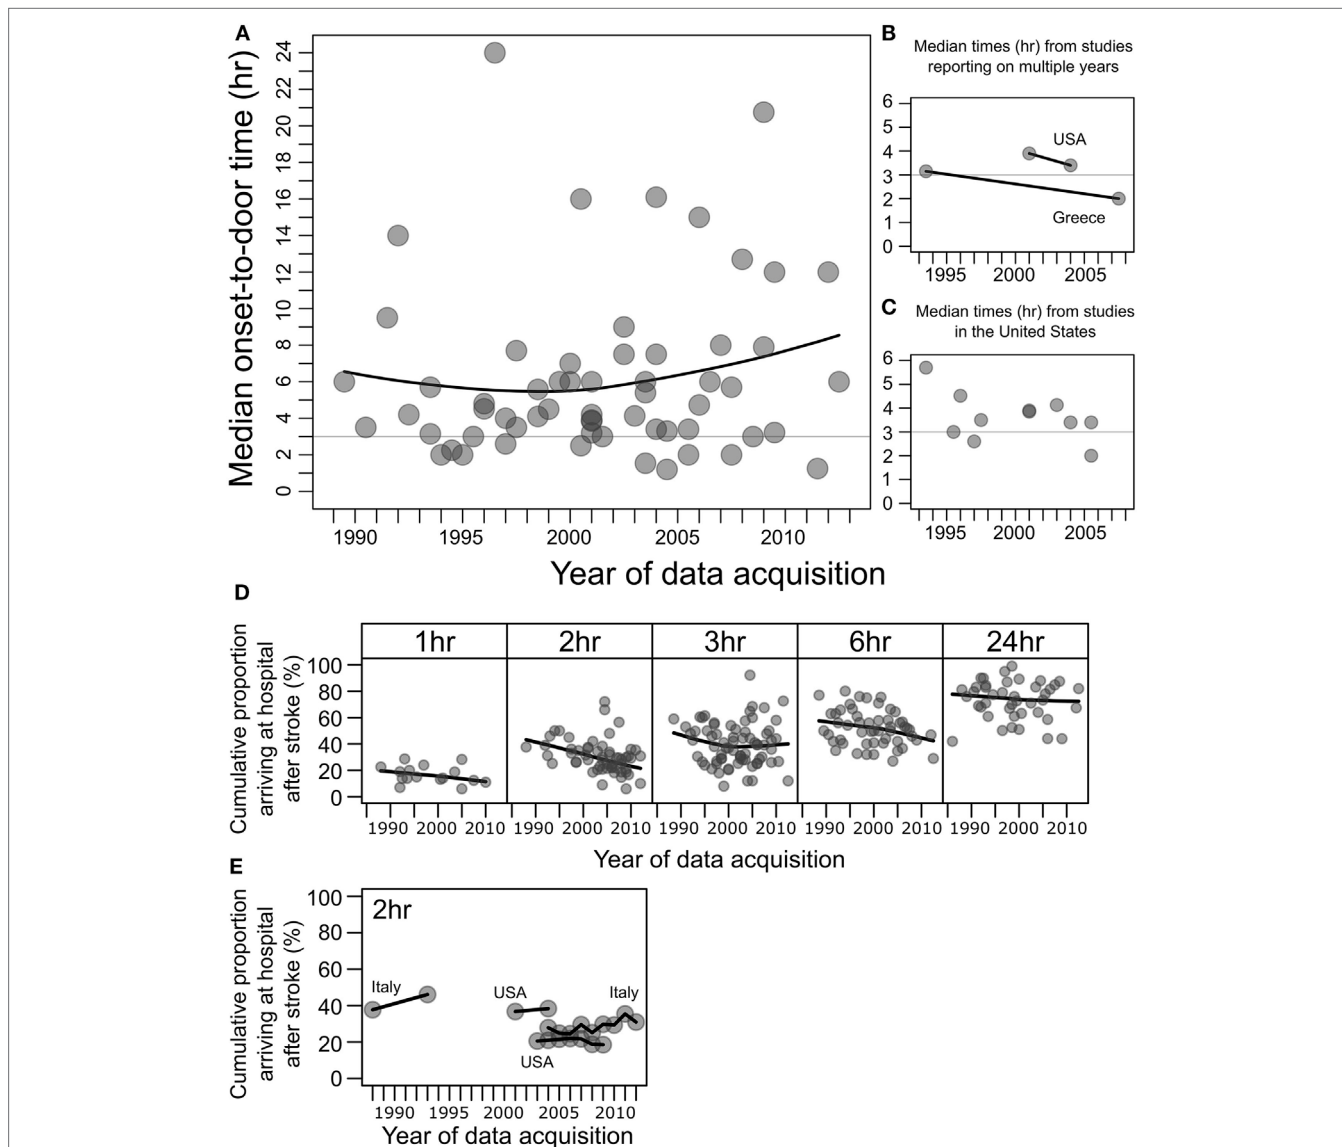 A
Median onset-to-door time (hr)
24
22
20
18
16
14
12
10
8
6
4
2
0
1990 1995 2000 2005 2010
Year of data acquisition
B
Median times (hr) from studies
reporting on multiple years
6
5
4
3
2
1
0
USA
Greece
1995 2000 2005
C
Median times (hr) from studies
in the United States
6
5
4
3
2
1
0
1995 2000 2005
D
Cumulative proportion
arriving at hospital
after stroke (%)
1hr 2hr 3hr 6hr 24hr
100
80
60
40
20
0
1990 2000 2010 1990 2000 2010 1990 2000 2010 1990 2000 2010 1990 2000 2010
Year of data acquisition
E
Cumulative proportion
arriving at hospital
after stroke (%)
100
80
60
40
20
0
2hr
Italy
USA
Italy
USA
1990 1995 2000 2005 2010
Year of data acquisition